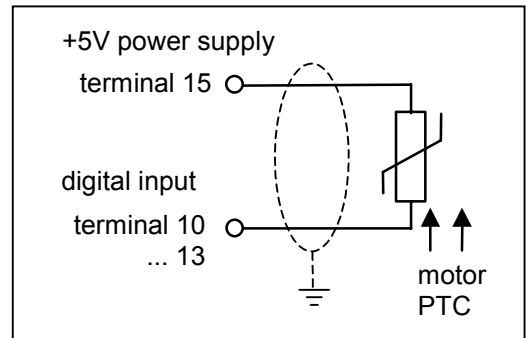 +5V power supply
terminal 15
digital input
terminal 10
... 13
motor
PTC